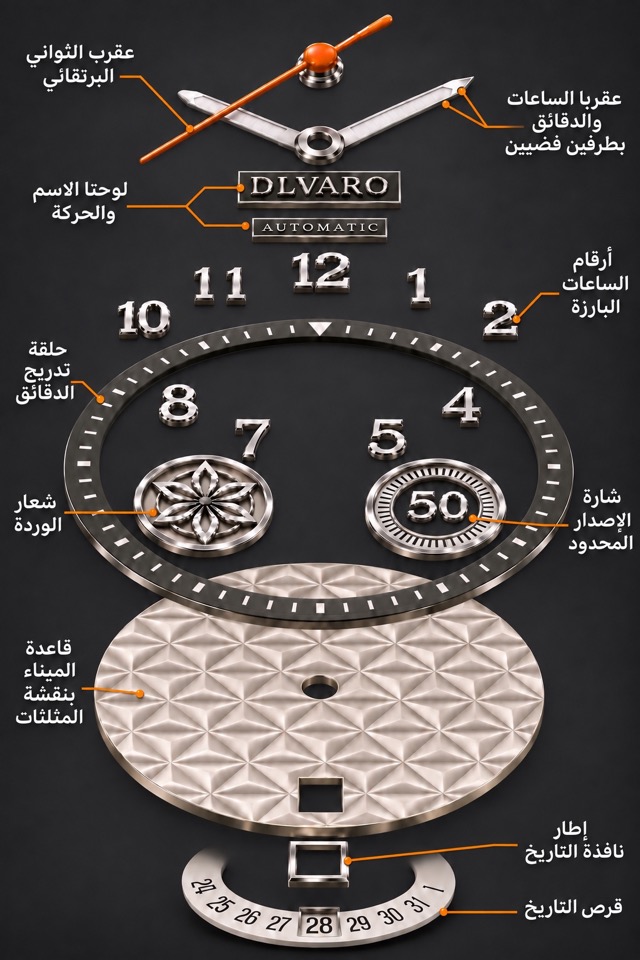 عقرب الثواني
البرتقائي
عقربا الساعات
والدقائق
بطرفين فضيين
لوحتا الاسم
والحركة
DLVARO
AUTOMATIC
أرقام
الساعات
البارزة
12
11
1
10
2
حلقة
تدريج
الدقائق
8
4
7
5
شعار
الوردة
50
شارة
الإصدار
المحدود
قاعدة
الميناء
بنقشة
المثلثات
إطار
نافذة التاريخ
قرص التاريخ
24 25 26 27 28 29 30 31 1